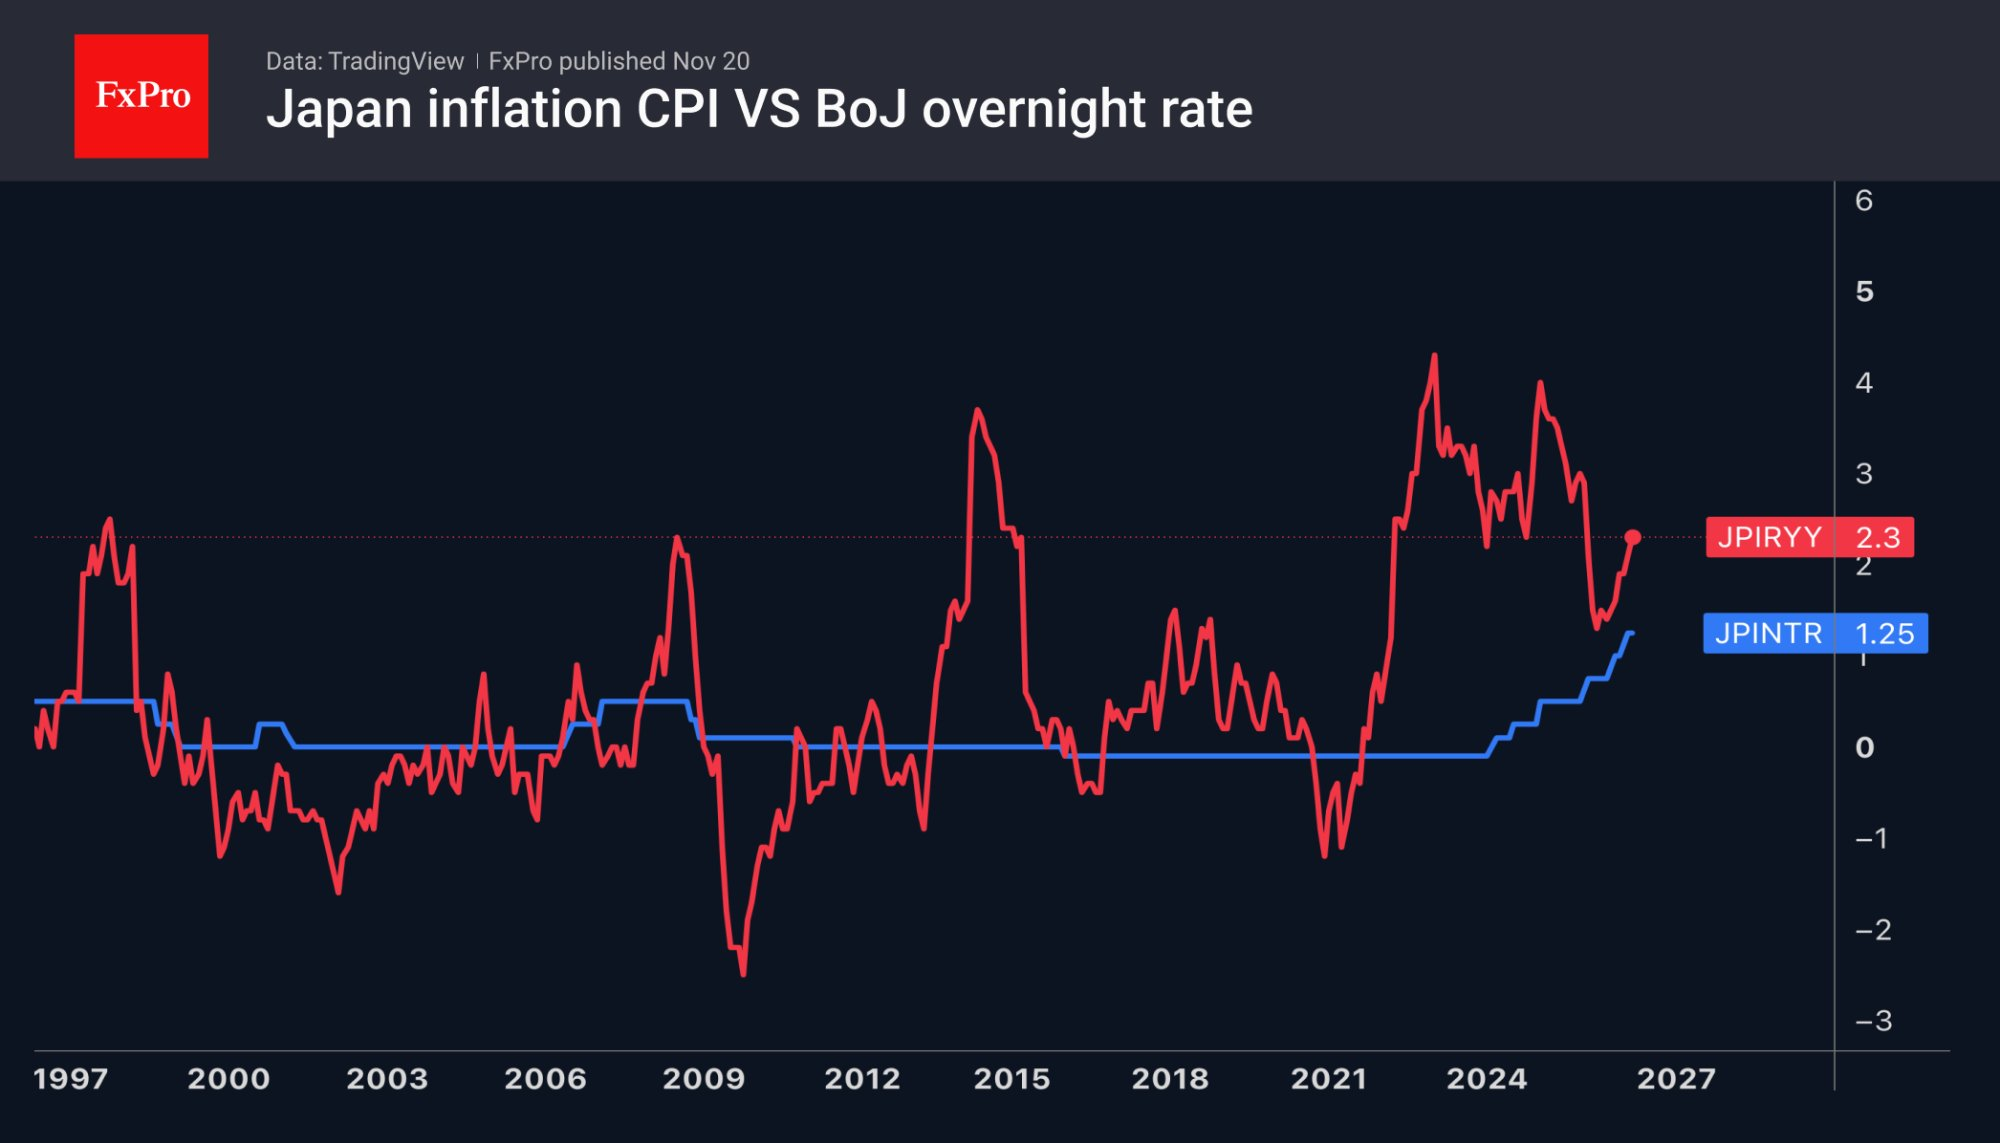 FxPro
Data: TradingView | FxPro published Nov 20
Japan inflation CPI VS BoJ overnight rate
6
5
4
3
JPIRYY 2.3
2
JPINTR 1.25
1
0
−1
−2
−3
1997 2000 2003 2006 2009 2012 2015 2018 2021 2024 2027